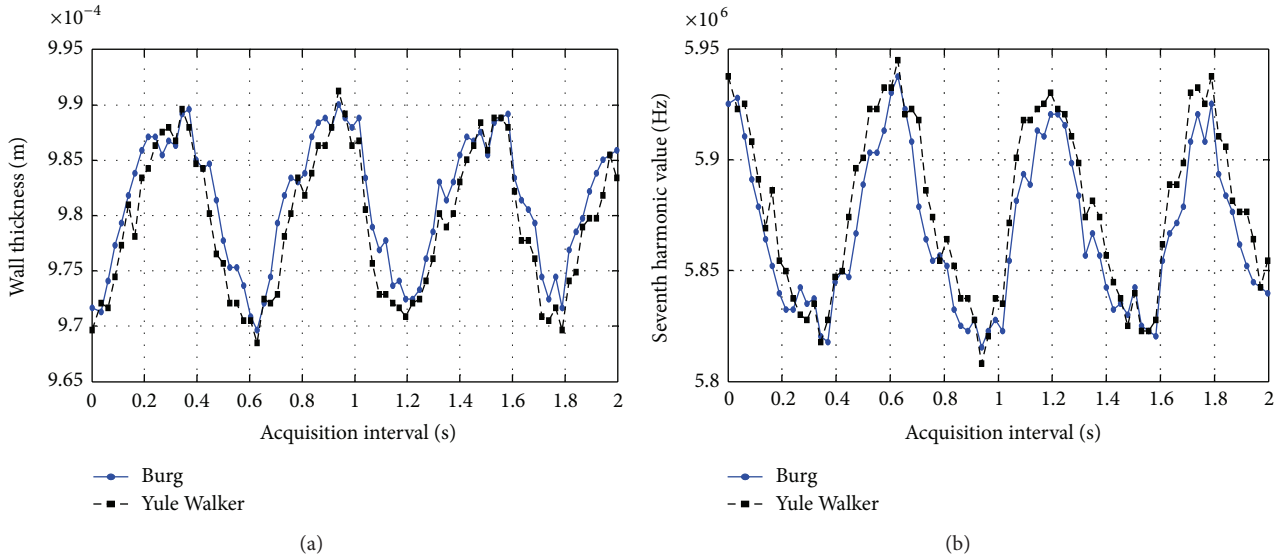 ×10⁻⁴
9.95
9.9
9.85
9.8
9.75
9.7
9.65
Wall thickness (m)
0 0.2 0.4 0.6 0.8 1 1.2 1.4 1.6 1.8 2
Acquisition interval (s)
Burg
Yule Walker
(a)
×10⁶
5.95
5.9
5.85
5.8
Seventh harmonic value (Hz)
0 0.2 0.4 0.6 0.8 1 1.2 1.4 1.6 1.8 2
Acquisition interval (s)
Burg
Yule Walker
(b)